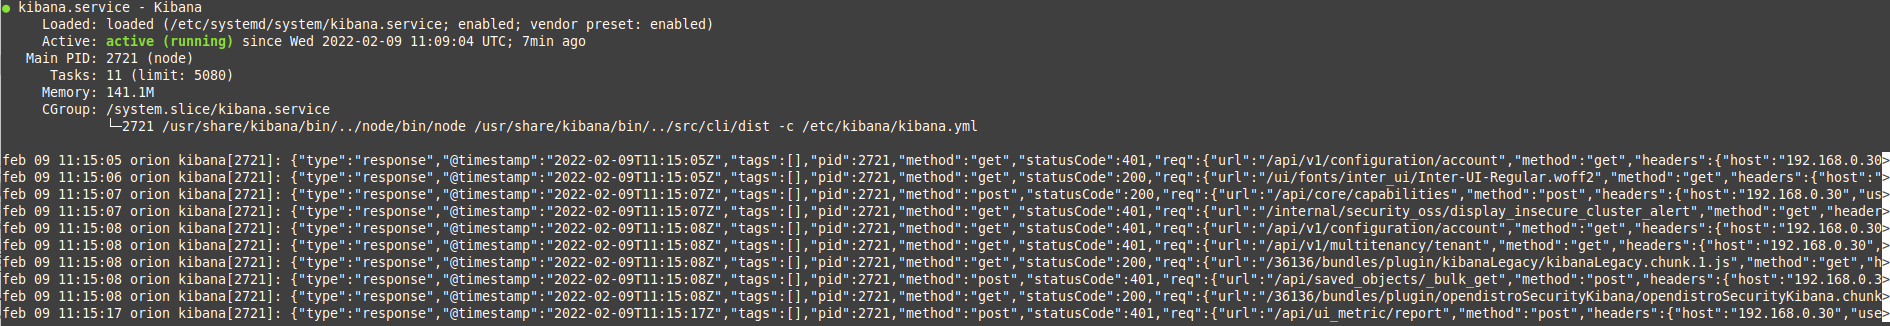 ● kibana.service - Kibana
Loaded: loaded (/etc/systemd/system/kibana.service; enabled; vendor preset: enabled)
Active: active (running) since Wed 2022-02-09 11:09:04 UTC; 7min ago
Main PID: 2721 (node)
Tasks: 11 (limit: 5080)
Memory: 141.1M
CGroup: /system.slice/kibana.service
└─2721 /usr/share/kibana/bin/../node/bin/node /usr/share/kibana/bin/../src/cli/dist -c /etc/kibana/kibana.yml
feb 09 11:15:05 orion kibana[2721]: {"type":"response","@timestamp":"2022-02-09T11:15:05Z","tags":[],"pid":2721,"method":"get","statusCode":401,"req":{"url":"/api/v1/configuration/account","method":"get","headers":{"host":"192.168.0.30>
feb 09 11:15:06 orion kibana[2721]: {"type":"response","@timestamp":"2022-02-09T11:15:06Z","tags":[],"pid":2721,"method":"get","statusCode":200,"req":{"url":"/ui/fonts/inter_ui/Inter-UI-Regular.woff2","method":"get","headers":{"host":">
feb 09 11:15:07 orion kibana[2721]: {"type":"response","@timestamp":"2022-02-09T11:15:07Z","tags":[],"pid":2721,"method":"post","statusCode":200,"req":{"url":"/api/core/capabilities","method":"post","headers":{"host":"192.168.0.30","us>
feb 09 11:15:07 orion kibana[2721]: {"type":"response","@timestamp":"2022-02-09T11:15:07Z","tags":[],"pid":2721,"method":"get","statusCode":401,"req":{"url":"/internal/security_oss/display_insecure_cluster_alert","method":"get","header>
feb 09 11:15:08 orion kibana[2721]: {"type":"response","@timestamp":"2022-02-09T11:15:08Z","tags":[],"pid":2721,"method":"get","statusCode":401,"req":{"url":"/api/v1/configuration/account","method":"get","headers":{"host":"192.168.0.30>
feb 09 11:15:08 orion kibana[2721]: {"type":"response","@timestamp":"2022-02-09T11:15:08Z","tags":[],"pid":2721,"method":"get","statusCode":401,"req":{"url":"/api/v1/multitenancy/tenant","method":"get","headers":{"host":"192.168.0.30",>
feb 09 11:15:08 orion kibana[2721]: {"type":"response","@timestamp":"2022-02-09T11:15:08Z","tags":[],"pid":2721,"method":"get","statusCode":200,"req":{"url":"/36136/bundles/plugin/kibanaLegacy/kibanaLegacy.chunk.1.js","method":"get","h>
feb 09 11:15:08 orion kibana[2721]: {"type":"response","@timestamp":"2022-02-09T11:15:08Z","tags":[],"pid":2721,"method":"post","statusCode":401,"req":{"url":"/api/saved_objects/_bulk_get","method":"post","headers":{"host":"192.168.0.3>
feb 09 11:15:08 orion kibana[2721]: {"type":"response","@timestamp":"2022-02-09T11:15:08Z","tags":[],"pid":2721,"method":"get","statusCode":200,"req":{"url":"/36136/bundles/plugin/opendistroSecurityKibana/opendistroSecurityKibana.chunk>
feb 09 11:15:17 orion kibana[2721]: {"type":"response","@timestamp":"2022-02-09T11:15:17Z","tags":[],"pid":2721,"method":"post","statusCode":401,"req":{"url":"/api/ui_metric/report","method":"post","headers":{"host":"192.168.0.30","use>